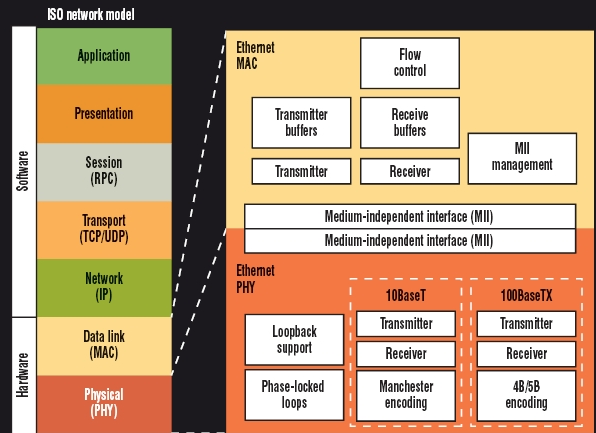 ISO network model
Software
Application
Presentation
Session
(RPC)
Transport
(TCP/UDP)
Network
(IP)
Hardware
Data link
(MAC)
Physical
(PHY)
Ethernet
MAC
Flow
control
Transmitter
buffers
Receive
buffers
MII
management
Transmitter
Receiver
Medium-independent interface (MII)
Medium-independent interface (MII)
Ethernet
PHY
Loopback
support
Phase-locked
loops
10BaseT
Transmitter
Receiver
Manchester
encoding
100BaseTX
Transmitter
Receiver
4B/5B
encoding